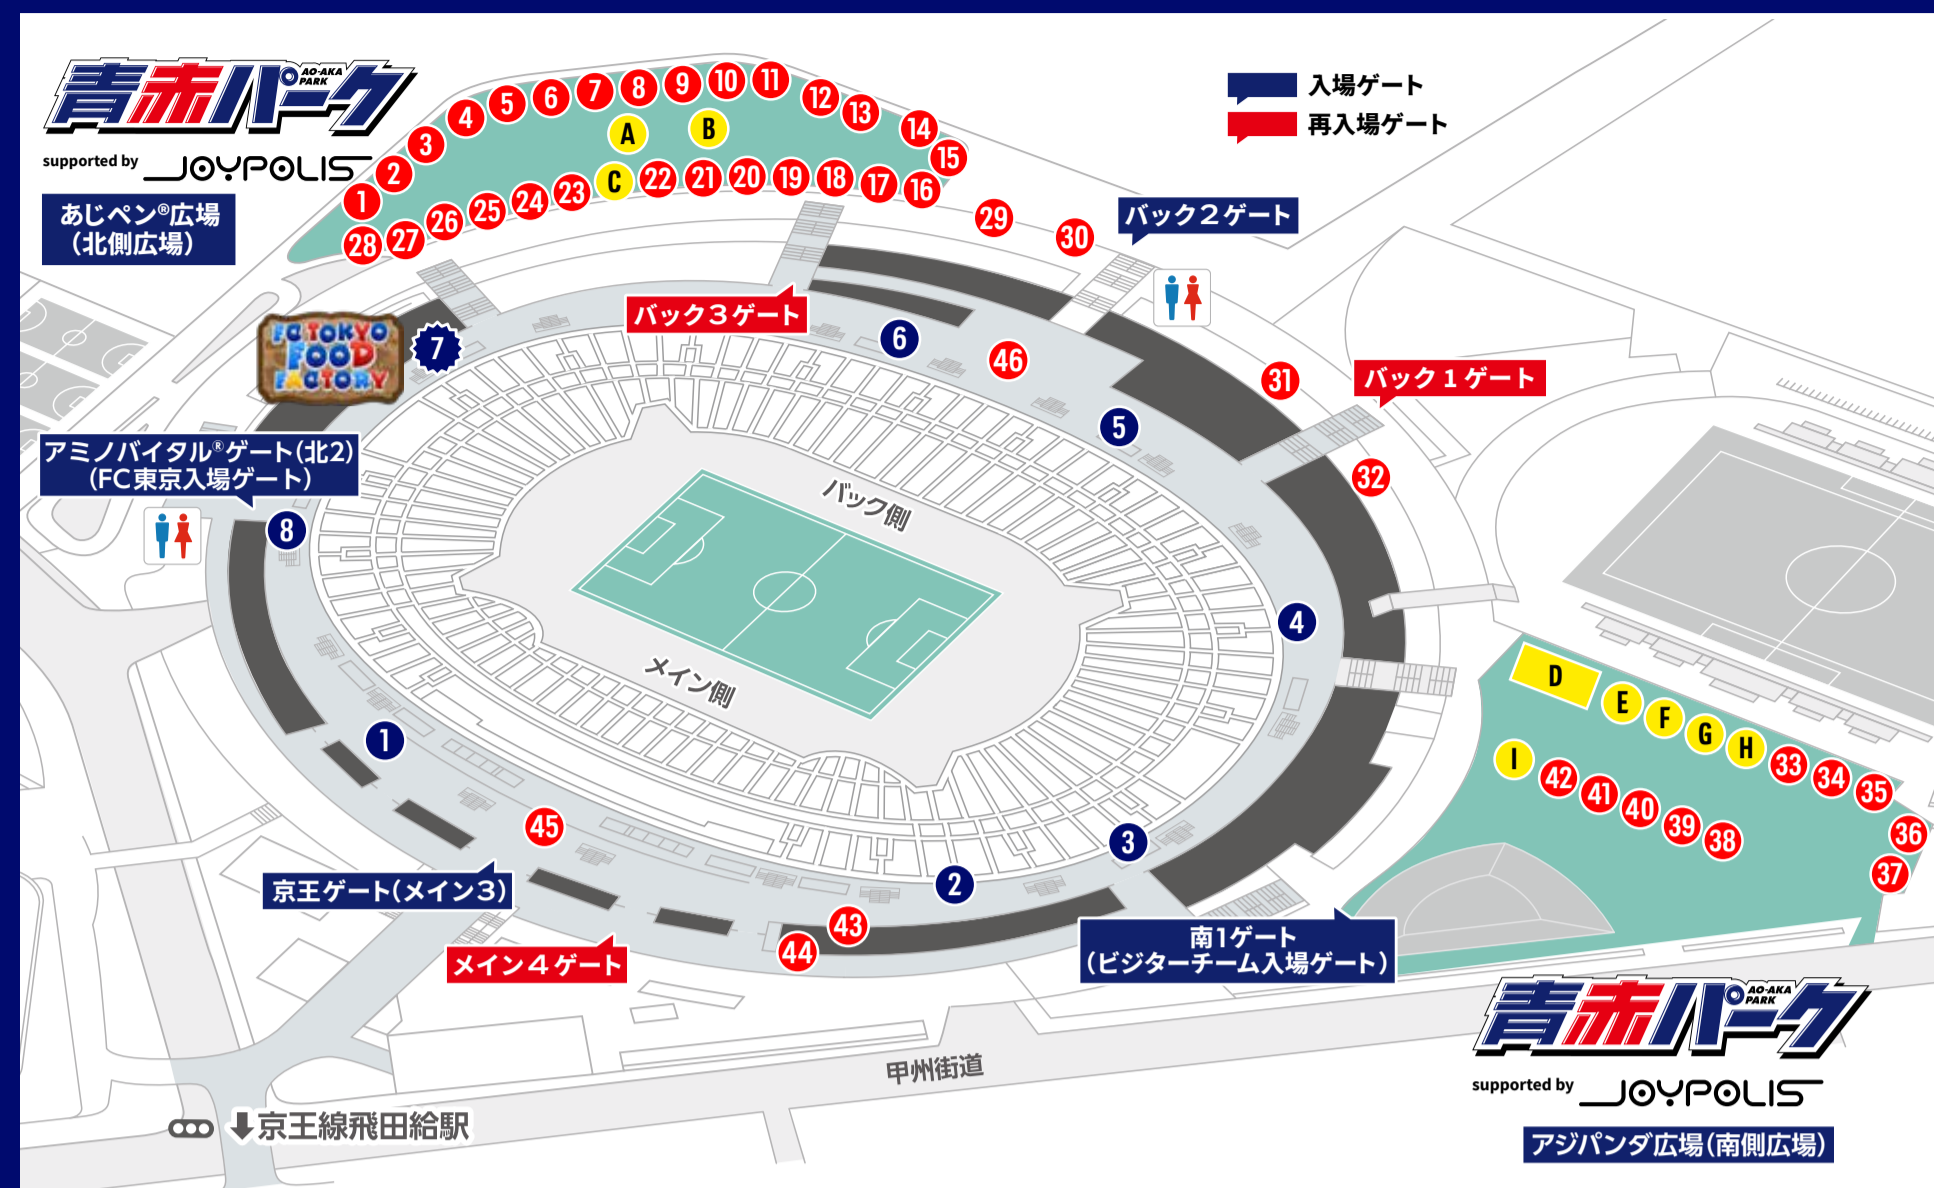 青赤パーク
AO-AKA
PARK
supported by JOYPOLIS
あじペン®広場
（北側広場）
入場ゲート
再入場ゲート
1
2
3
4
5
6
7
8
9
10
11
12
13
14
15
16
17
18
19
20
21
22
C
23
24
25
26
27
28
A
B
29
30
バック2ゲート
バック3ゲート
FC TOKYO
FOOD
FACTORY
7
6
46
5
31
バック1ゲート
32
アミノバイタル®ゲート(北2)
(FC東京入場ゲート)
8
バック側
メイン側
4
D
E
F
G
H
33
34
35
36
37
I
42
41
40
39
38
1
45
3
2
43
44
京王ゲート(メイン3)
メイン4ゲート
南1ゲート
(ビジターチーム入場ゲート)
甲州街道
⬇京王線飛田給駅
青赤パーク
AO-AKA
PARK
supported by JOYPOLIS
アジパンダ広場(南側広場)